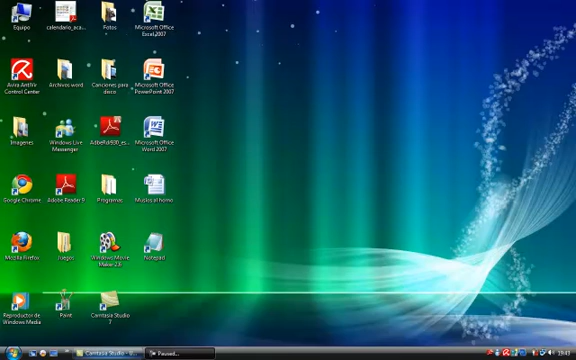 Equipo
calendario_aca...
Fotos
Microsoft Office
Excel 2007
Avira AntiVir
Control Center
Archivos word
Canciones para
disco
Microsoft Office
PowerPoint 2007
Imagenes
Windows Live
Messenger
AdbeRdr930_es...
Microsoft Office
Word 2007
Google Chrome
Adobe Reader 9
Programas
Musica al horno
Mozilla Firefox
Juegos
Windows Movie
Maker 2.6
Notepad
Reproductor de
Windows Media
Paint
Camtasia Studio
7
Camtasia Studio - U...
Paused...
19:43